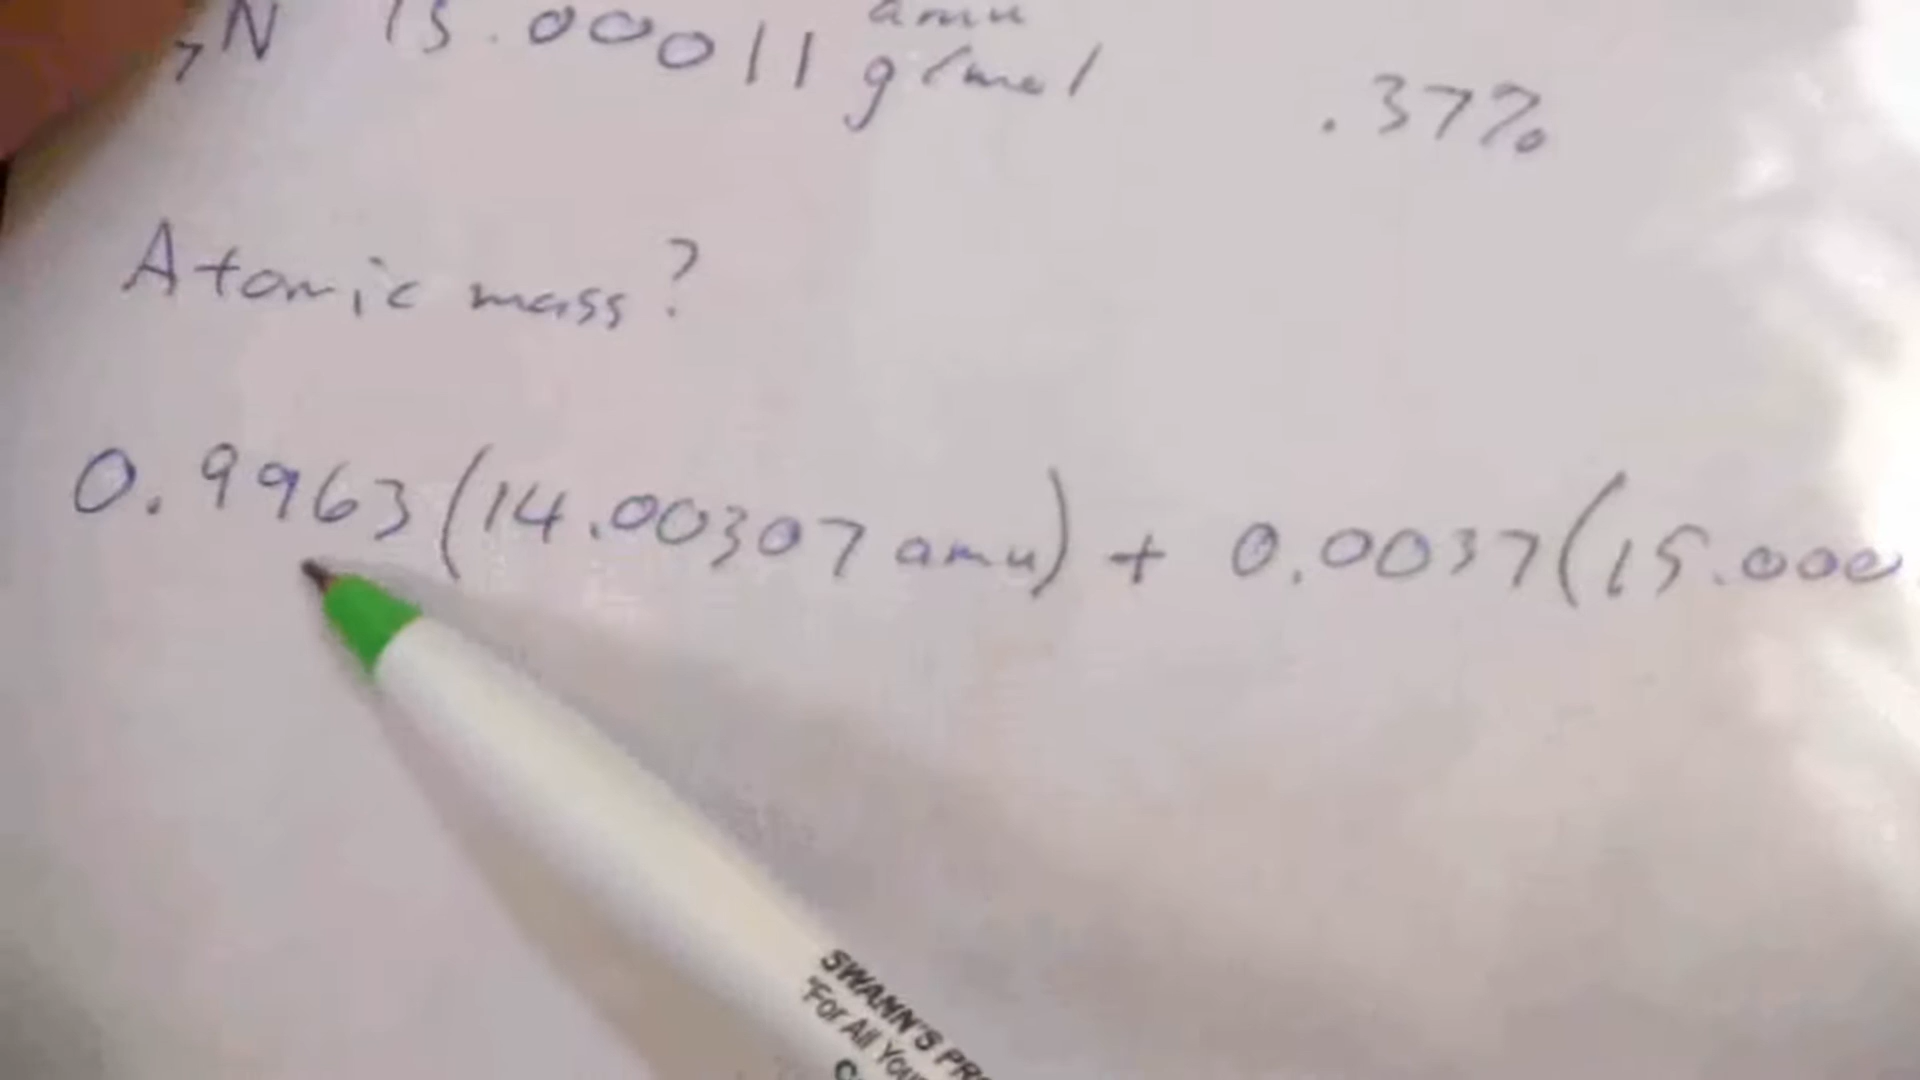 amu
7N 15.00011 g/mol
.37%
Atomic mass?
0.9963(14.00307 amu) + 0.0037(15.000
SWANN'S
"For All